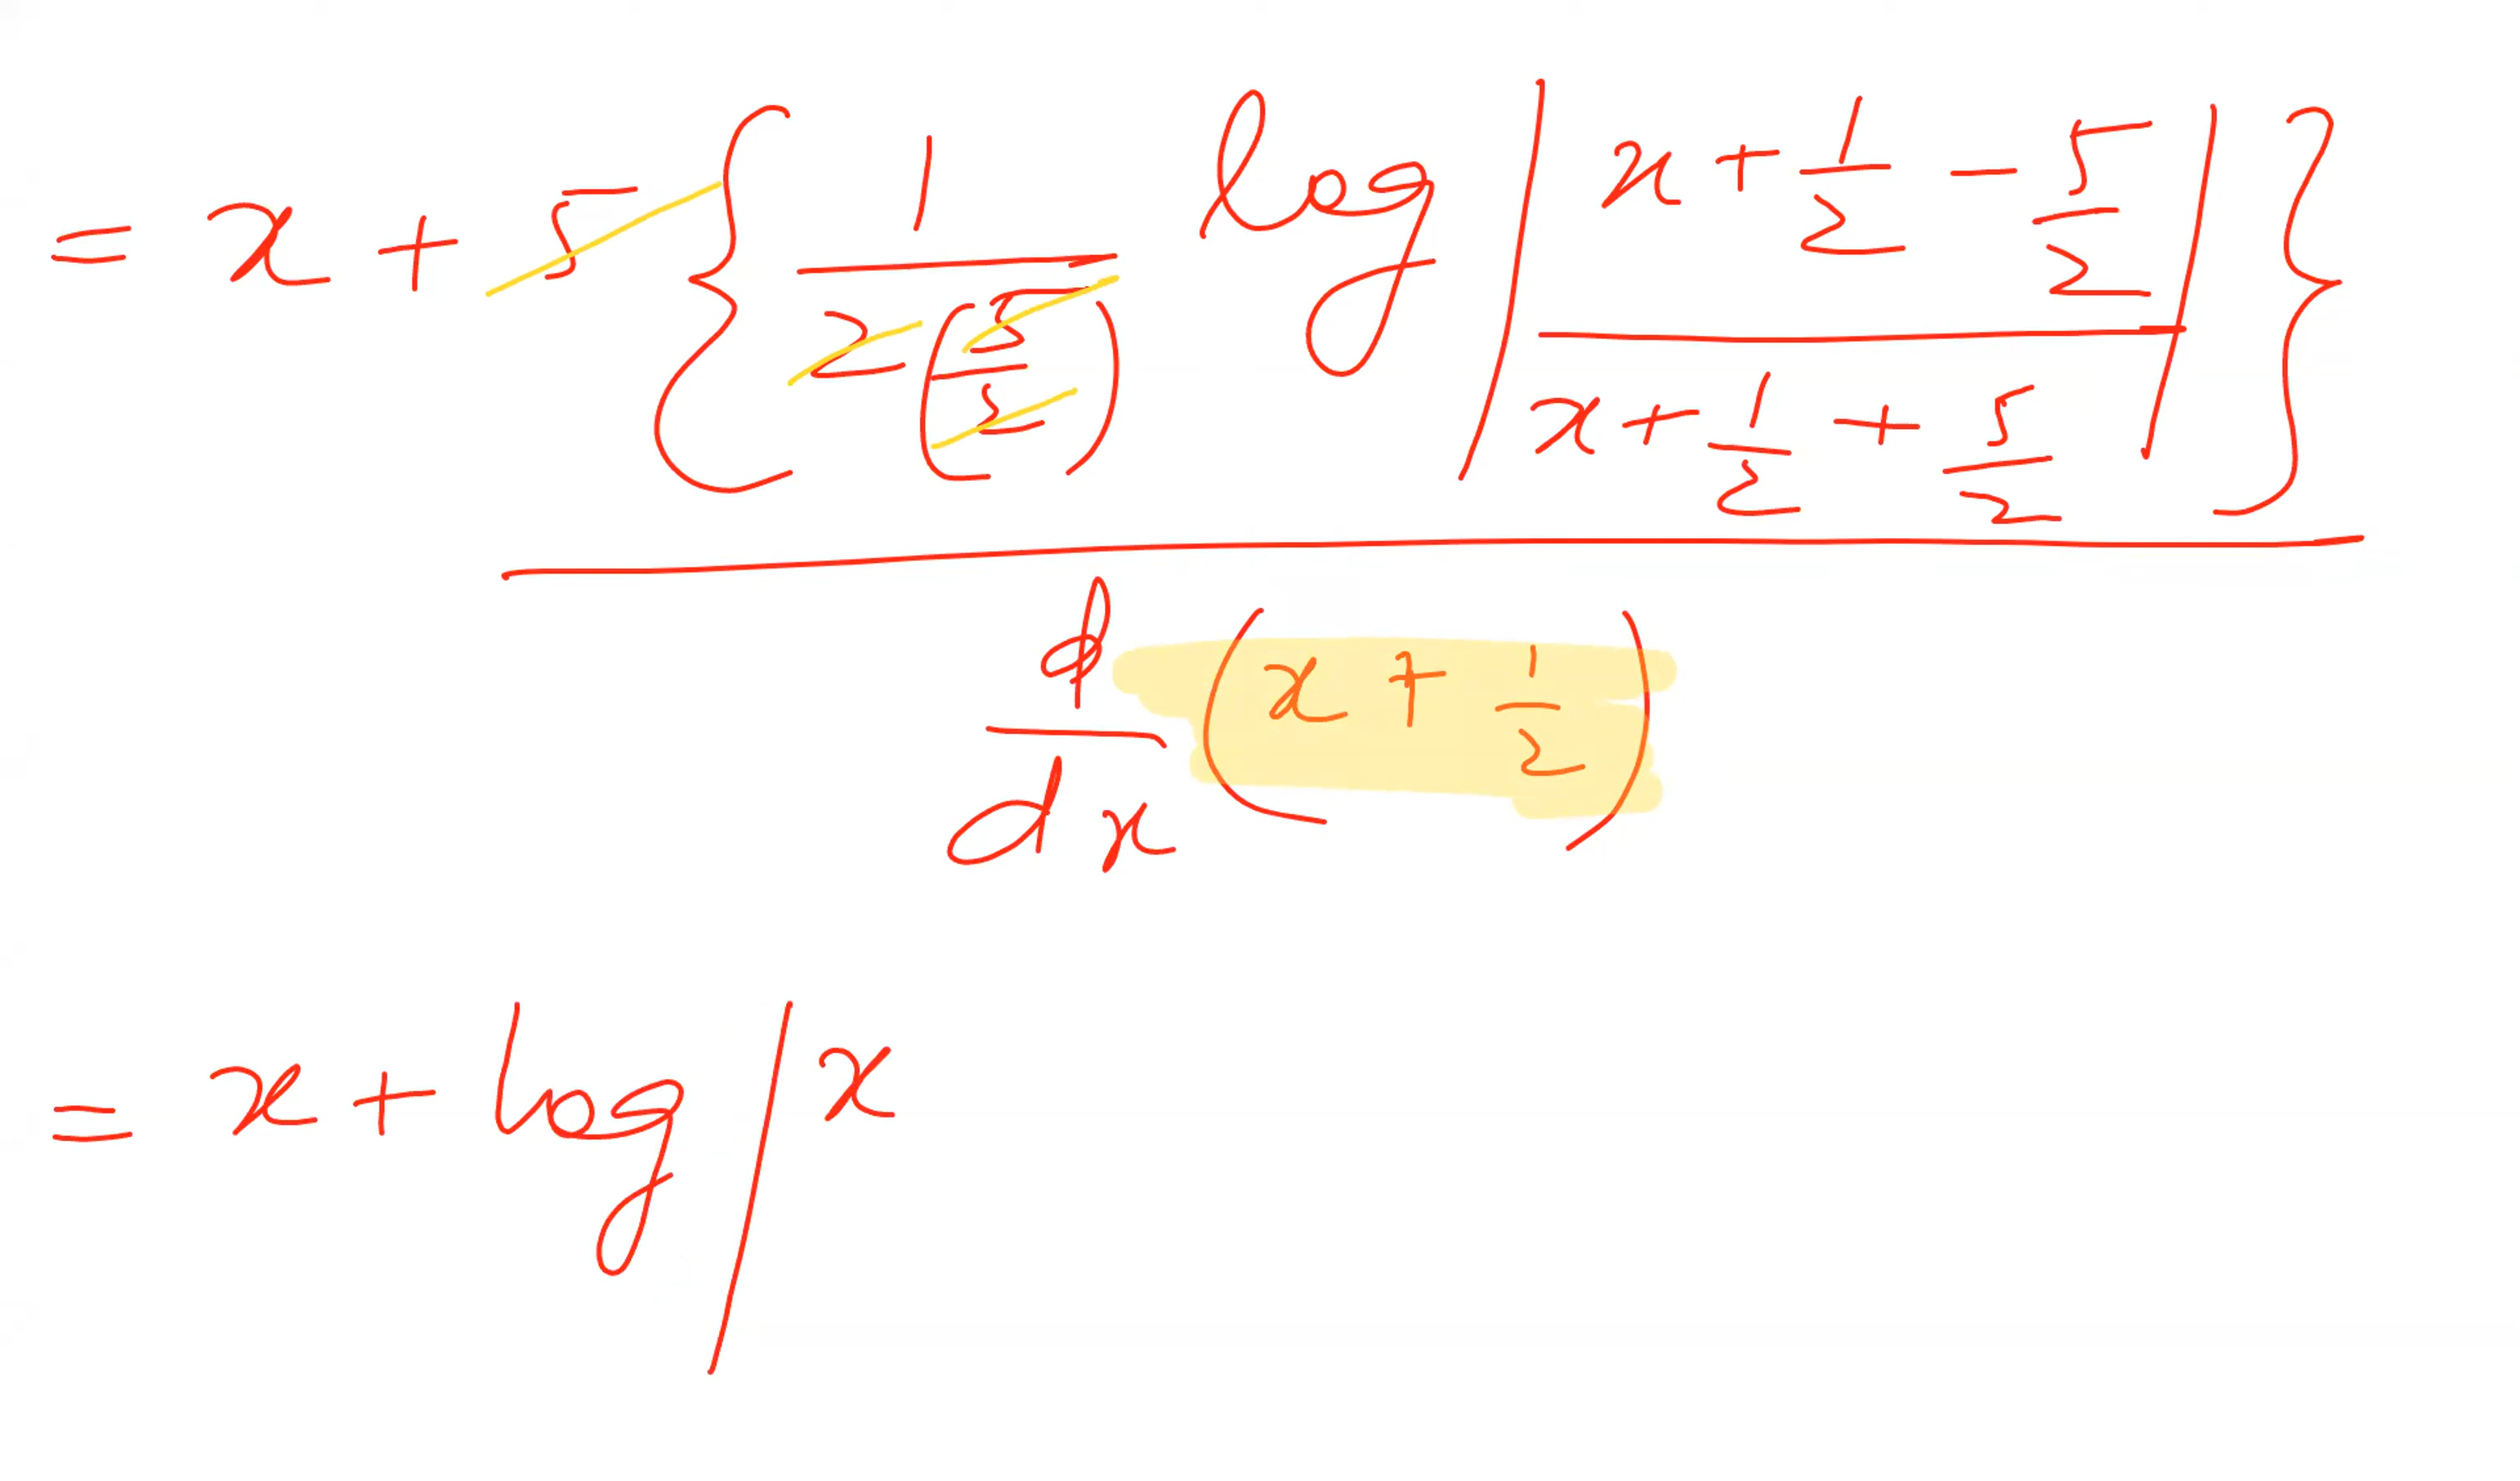 = x + 5 { 1 / 2(5/2) log | (x + 1/2 − 5/2) / (x + 1/2 + 5/2) | }
d/dx (x + 1/2)
= x + log | x